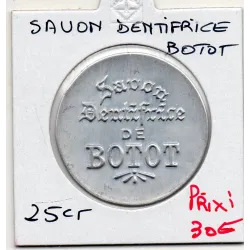 SAVON DENTIFRICE
BOTOT
Savon
Dentifrice
DE
BOTOT
25cr
PRIX i
30€